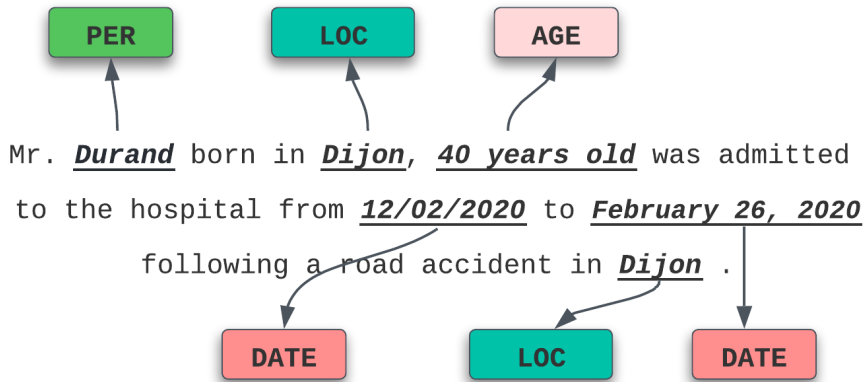 PER LOC AGE
Mr. Durand born in Dijon, 40 years old was admitted
to the hospital from 12/02/2020 to February 26, 2020
following a road accident in Dijon .
DATE LOC DATE